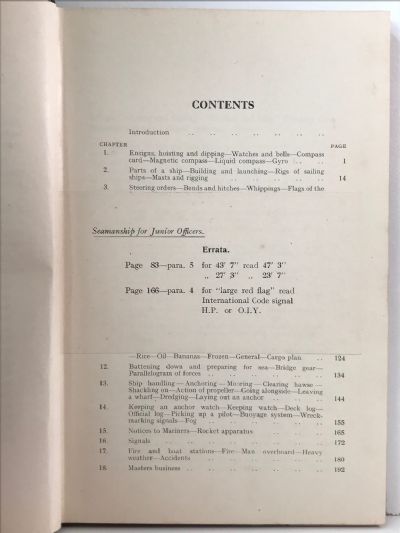 CONTENTS
Introduction .. .. .. .. .. .. ..
CHAPTER PAGE
1. Ensigns, hoisting and dipping—Watches and bells—Compass
card—Magnetic compass—Liquid compass—Gyro .. .. 1
2. Parts of a ship—Building and launching—Rigs of sailing
ships—Masts and rigging .. .. .. .. .. 14
3. Steering orders—Bends and hitches—Whippings—Flags of the
Seamanship for Junior Officers.
Errata.
Page 83—para. 5 for 43' 7" read 47' 3"
„ 27' 3" „ 23' 7"
Page 166—para. 4 for "large red flag" read
International Code signal
H.P. or O.I.Y.
—Rice—Oil—Bananas—Frozen—General—Cargo plan .. 124
12. Battening down and preparing for sea—Bridge gear—
Parallelogram of forces .. .. .. .. .. 134
13. Ship handling—Anchoring—Mooring—Clearing hawse—
Shackling on—Action of propeller—Going alongside—Leaving
a wharf—Dredging—Laying out an anchor .. .. .. 144
14. Keeping an anchor watch—Keeping watch—Deck log—
Official log—Picking up a pilot—Buoyage system—Wreck-
marking signals—Fog .. .. .. .. .. 155
15. Notices to Mariners—Rocket apparatus .. .. .. 165
16. Signals .. .. .. .. .. .. .. 172
17. Fire and boat stations—Fire—Man overboard—Heavy
weather—Accidents .. .. .. .. .. 180
18. Masters business .. .. .. .. .. .. 192